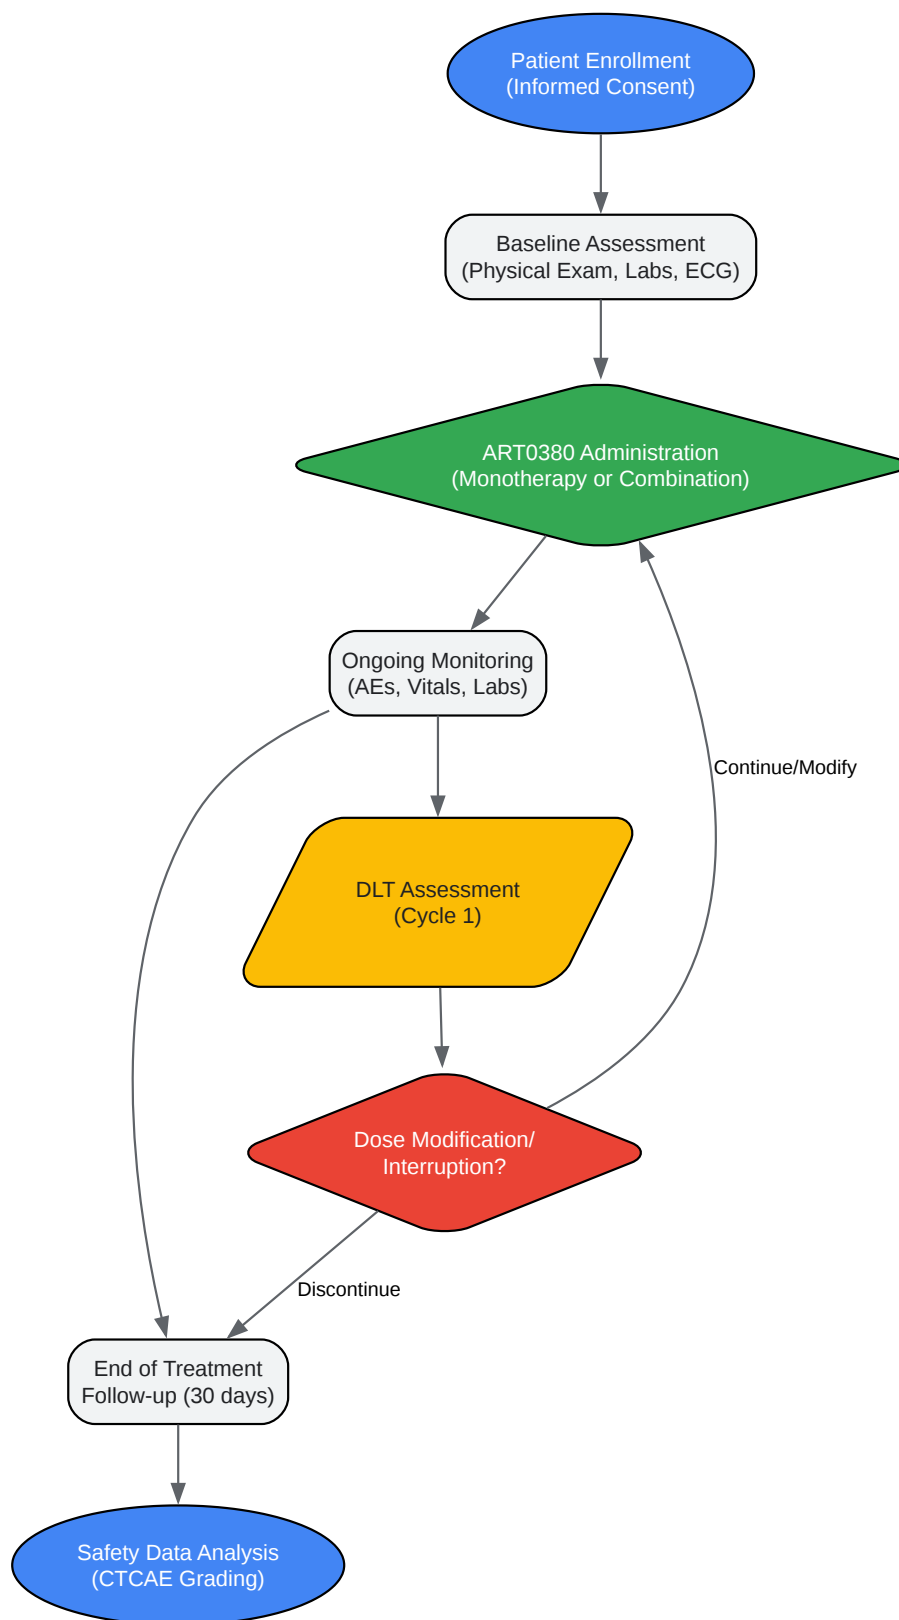 Patient Enrollment
(Informed Consent)
Baseline Assessment
(Physical Exam, Labs, ECG)
ART0380 Administration
(Monotherapy or Combination)
Ongoing Monitoring
(AEs, Vitals, Labs)
Continue/Modify
DLT Assessment
(Cycle 1)
Dose Modification/
Interruption?
Discontinue
End of Treatment
Follow-up (30 days)
Safety Data Analysis
(CTCAE Grading)